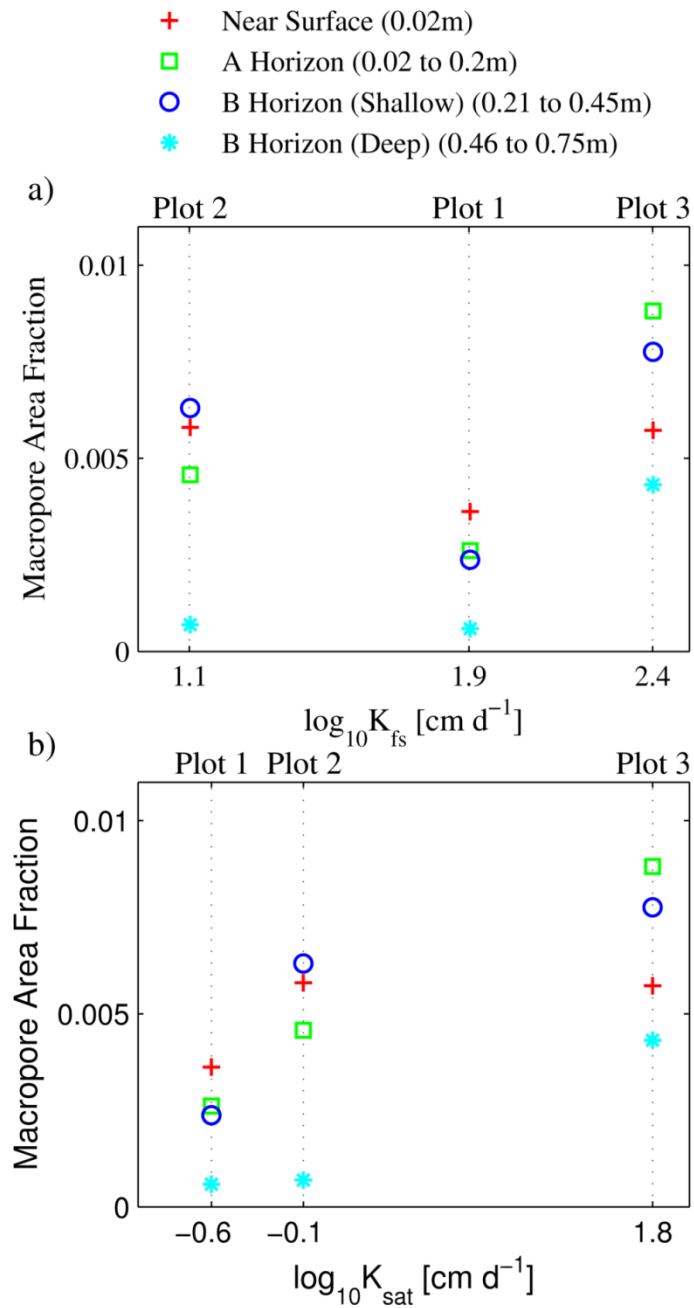 Near Surface (0.02m)
A Horizon (0.02 to 0.2m)
B Horizon (Shallow) (0.21 to 0.45m)
B Horizon (Deep) (0.46 to 0.75m)
a)
Plot 2 Plot 1 Plot 3
0.01
0.005
0
Macropore Area Fraction
1.1 1.9 2.4
log₁₀K_fs [cm d⁻¹]
b)
Plot 1 Plot 2 Plot 3
0.01
0.005
0
Macropore Area Fraction
−0.6 −0.1 1.8
log₁₀K_sat [cm d⁻¹]